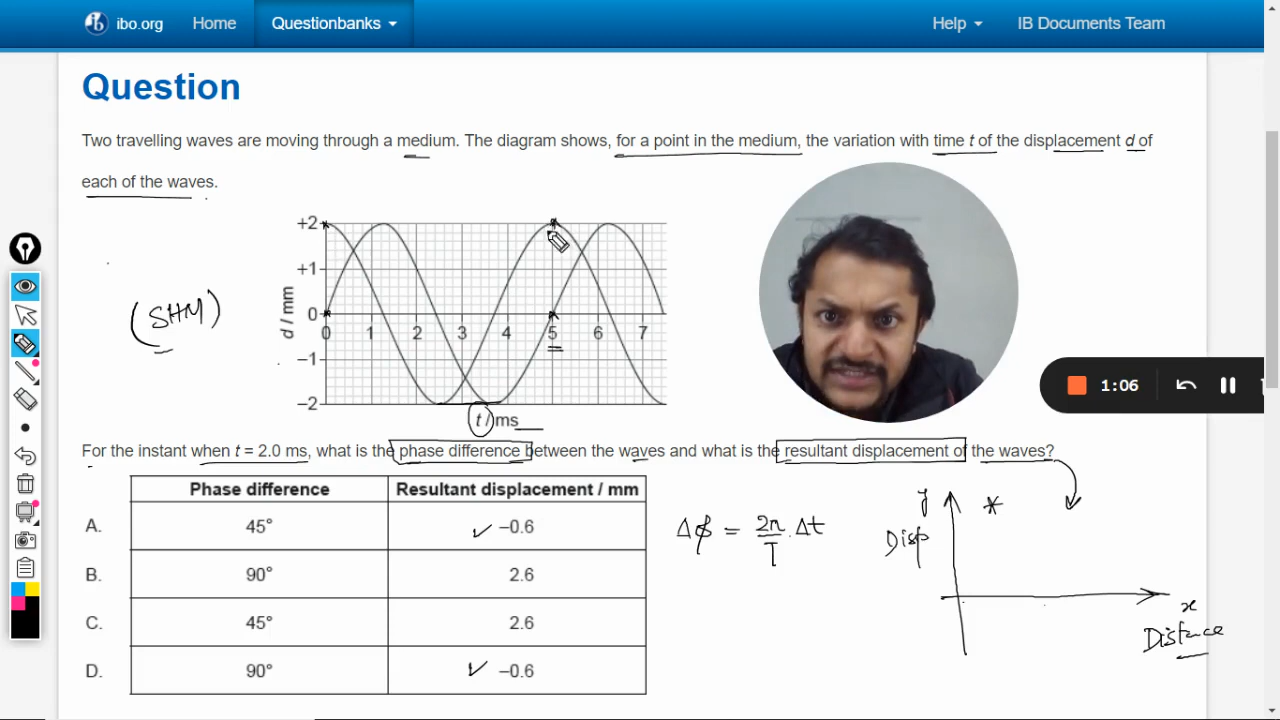 ibo.org Home Questionbanks Help IB Documents Team
Question
Two travelling waves are moving through a medium. The diagram shows, for a point in the medium, the variation with time t of the displacement d of
each of the waves.
+2
+1
0
−1
−2
d / mm
0 1 2 3 4 5 6 7
t / ms
(SHM)
1:06
For the instant when t = 2.0 ms, what is the phase difference between the waves and what is the resultant displacement of the waves?
Phase difference Resultant displacement / mm
A. 45° ✓ −0.6
B. 90° 2.6
C. 45° 2.6
D. 90° ✓ −0.6
Δϕ = 2π/T . Δt
y
Disp
x
Distance